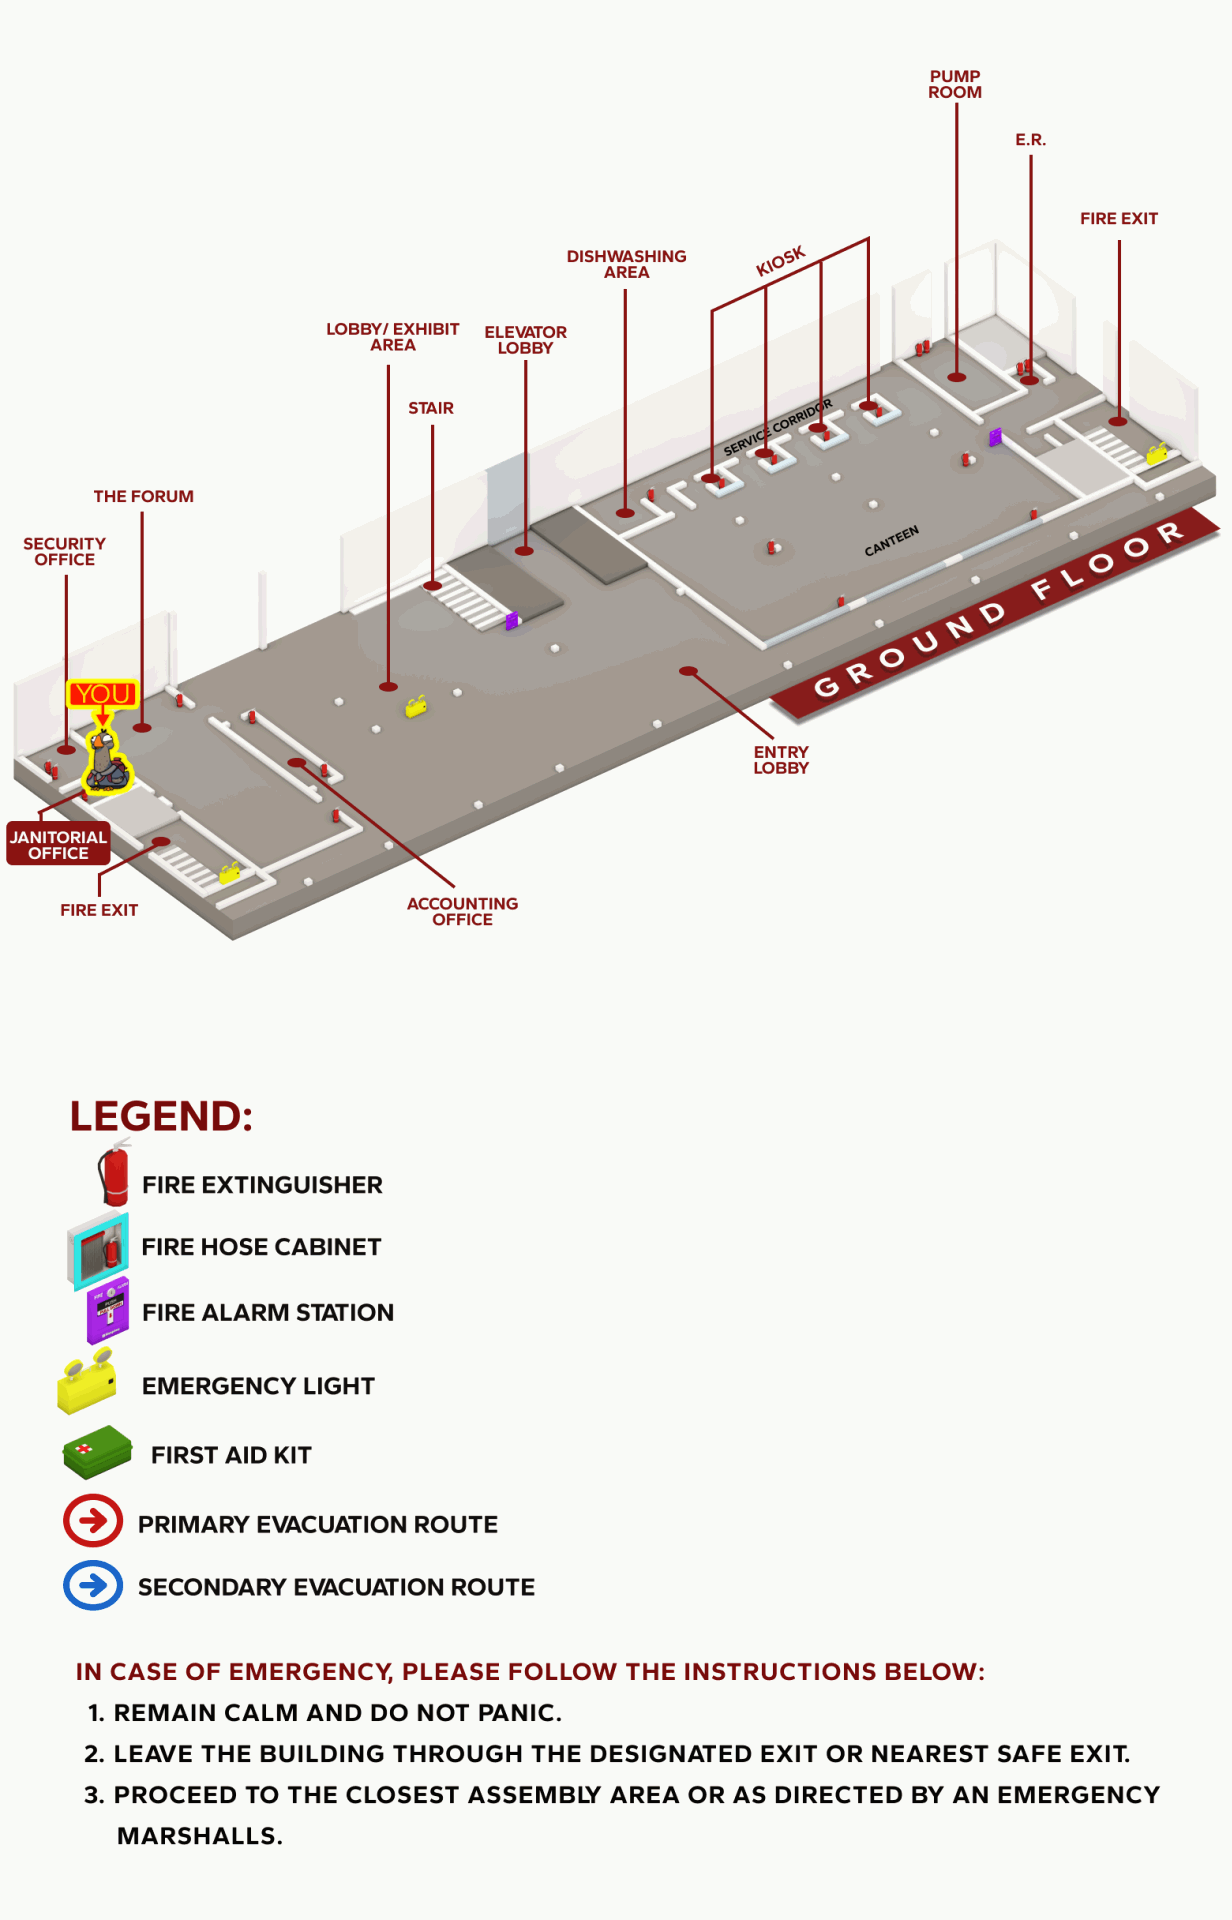 PUMP
ROOM
E.R.
FIRE EXIT
KIOSK
DISHWASHING
AREA
LOBBY/ EXHIBIT
AREA
ELEVATOR
LOBBY
STAIR
SERVICE CORRIDOR
THE FORUM
SECURITY
OFFICE
CANTEEN
GROUND FLOOR
YOU
ENTRY
LOBBY
JANITORIAL
OFFICE
FIRE EXIT
ACCOUNTING
OFFICE
LEGEND:
FIRE EXTINGUISHER
FIRE HOSE CABINET
FIRE ALARM STATION
EMERGENCY LIGHT
FIRST AID KIT
PRIMARY EVACUATION ROUTE
SECONDARY EVACUATION ROUTE
IN CASE OF EMERGENCY, PLEASE FOLLOW THE INSTRUCTIONS BELOW:
1. REMAIN CALM AND DO NOT PANIC.
2. LEAVE THE BUILDING THROUGH THE DESIGNATED EXIT OR NEAREST SAFE EXIT.
3. PROCEED TO THE CLOSEST ASSEMBLY AREA OR AS DIRECTED BY AN EMERGENCY
MARSHALLS.